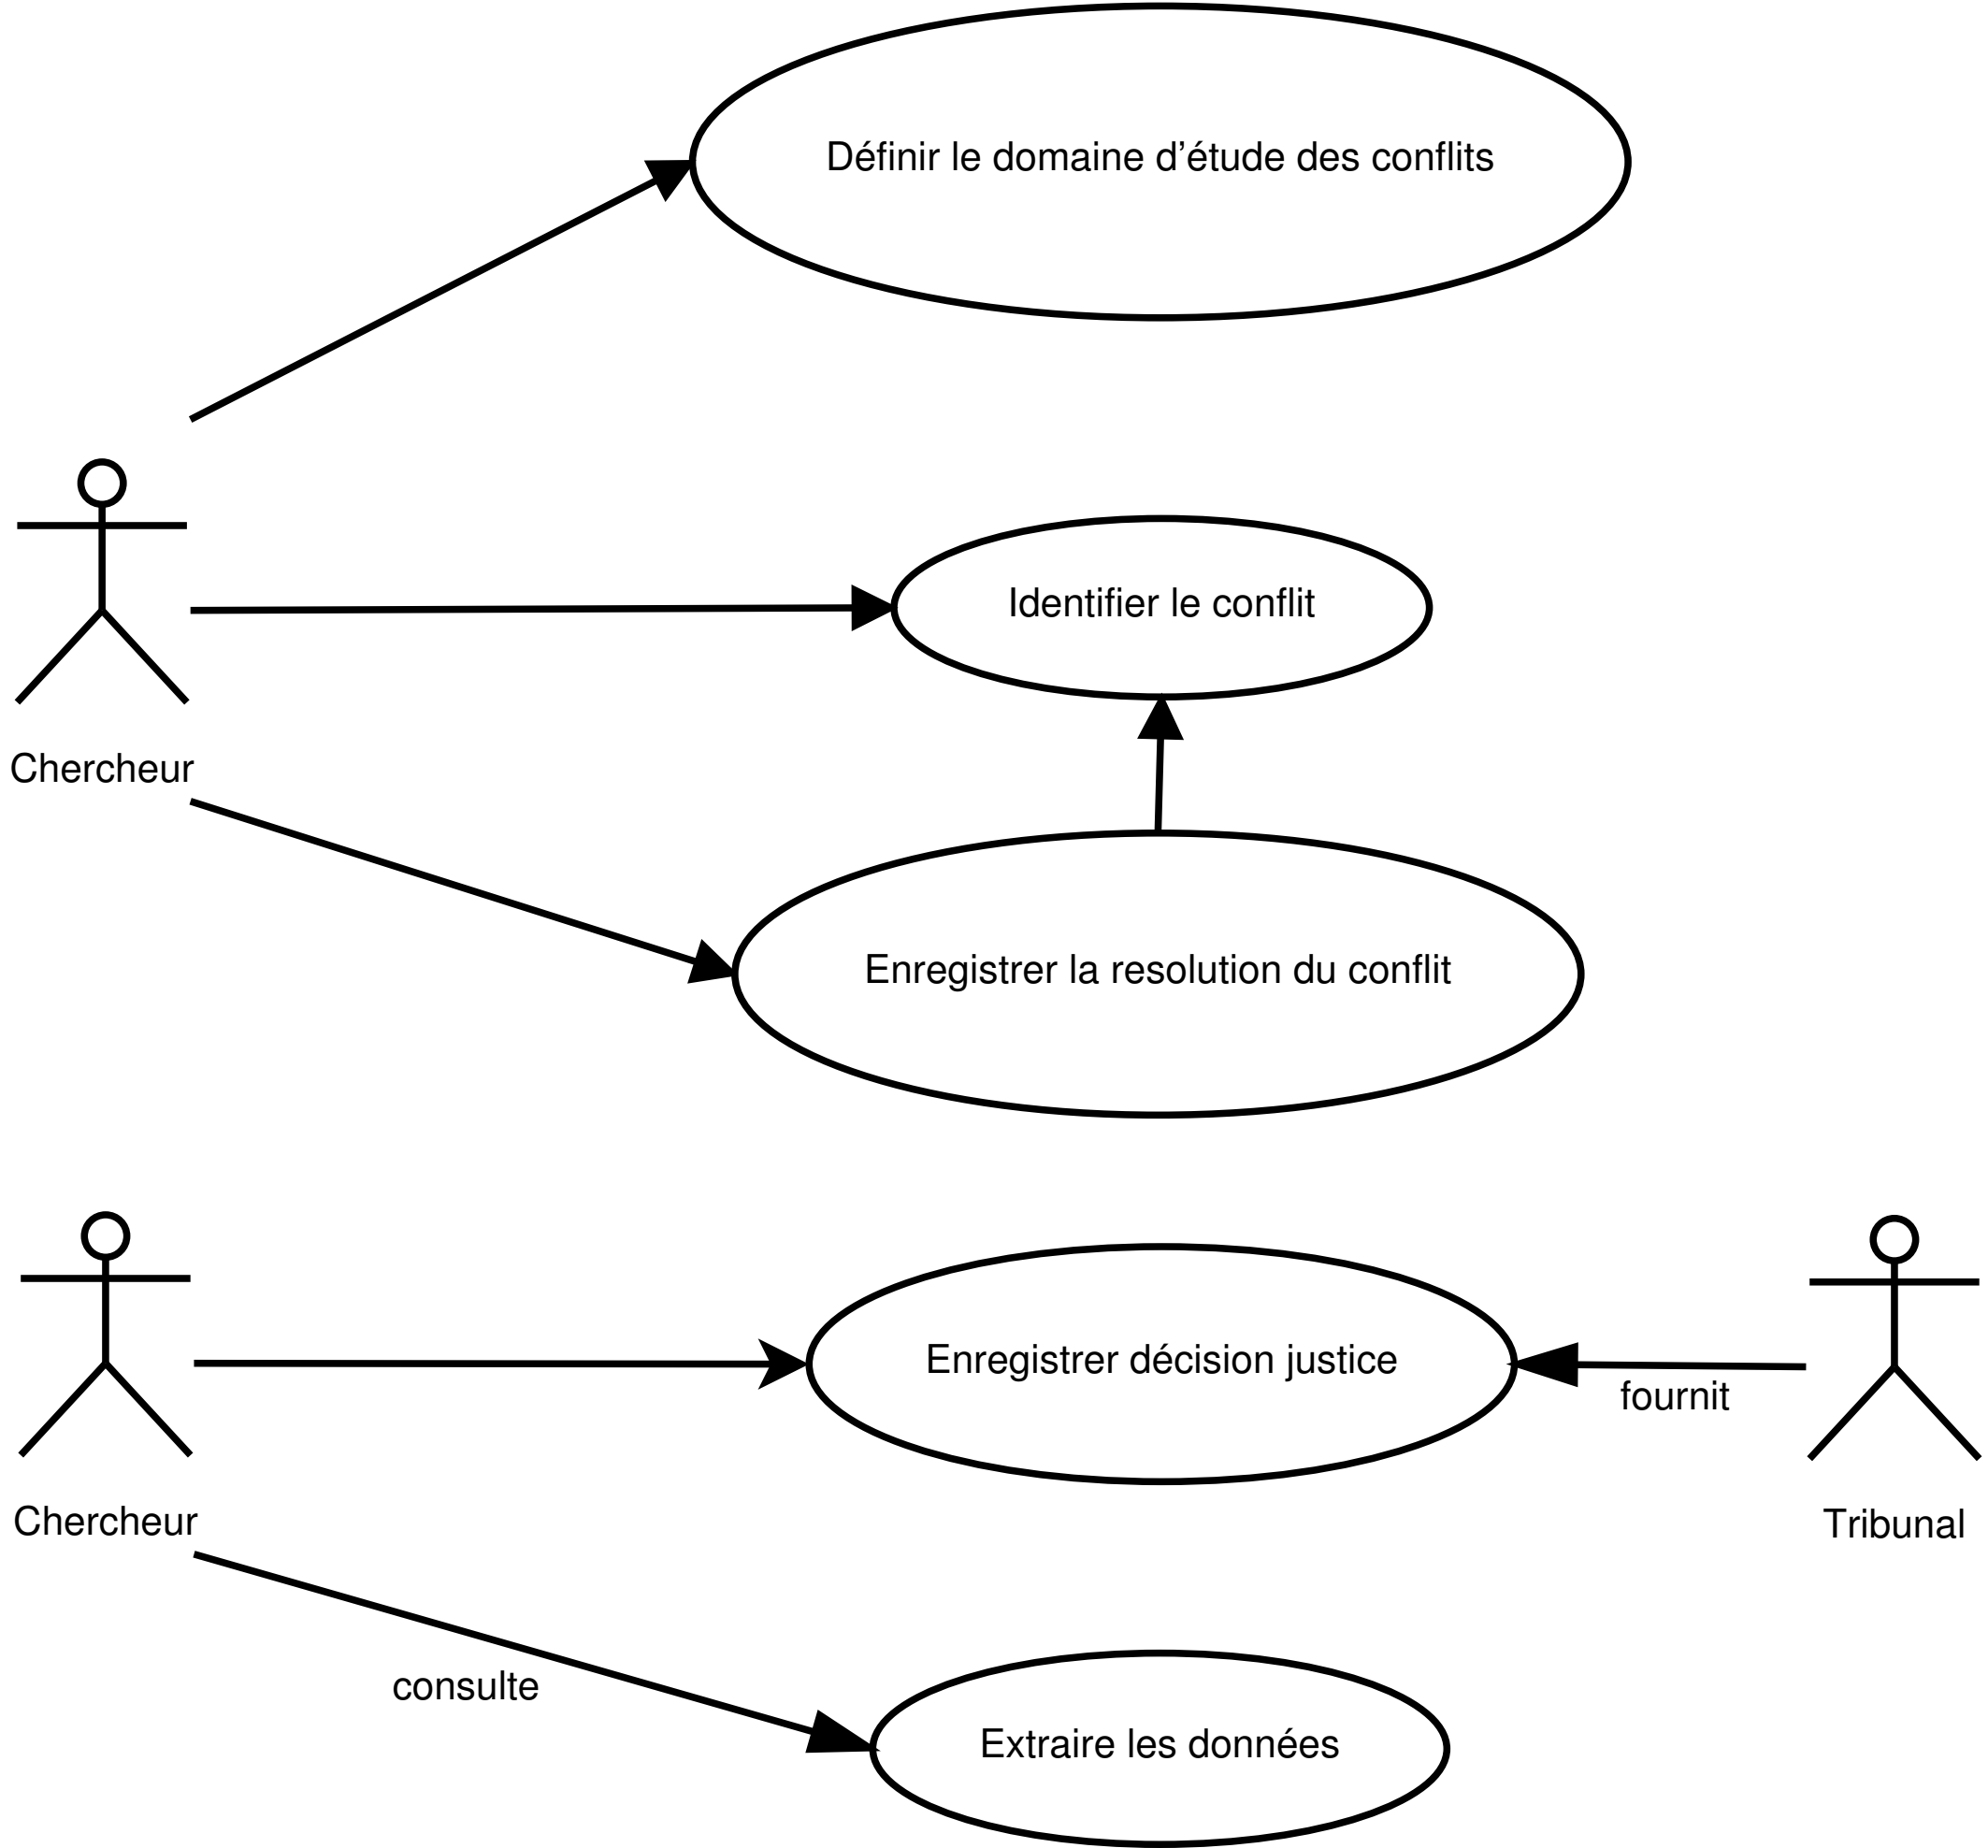 Définir le domaine d’étude des conflits
Identifier le conflit
Chercheur
Enregistrer la resolution du conflit
Enregistrer décision justice
fournit
Chercheur
Tribunal
consulte
Extraire les données